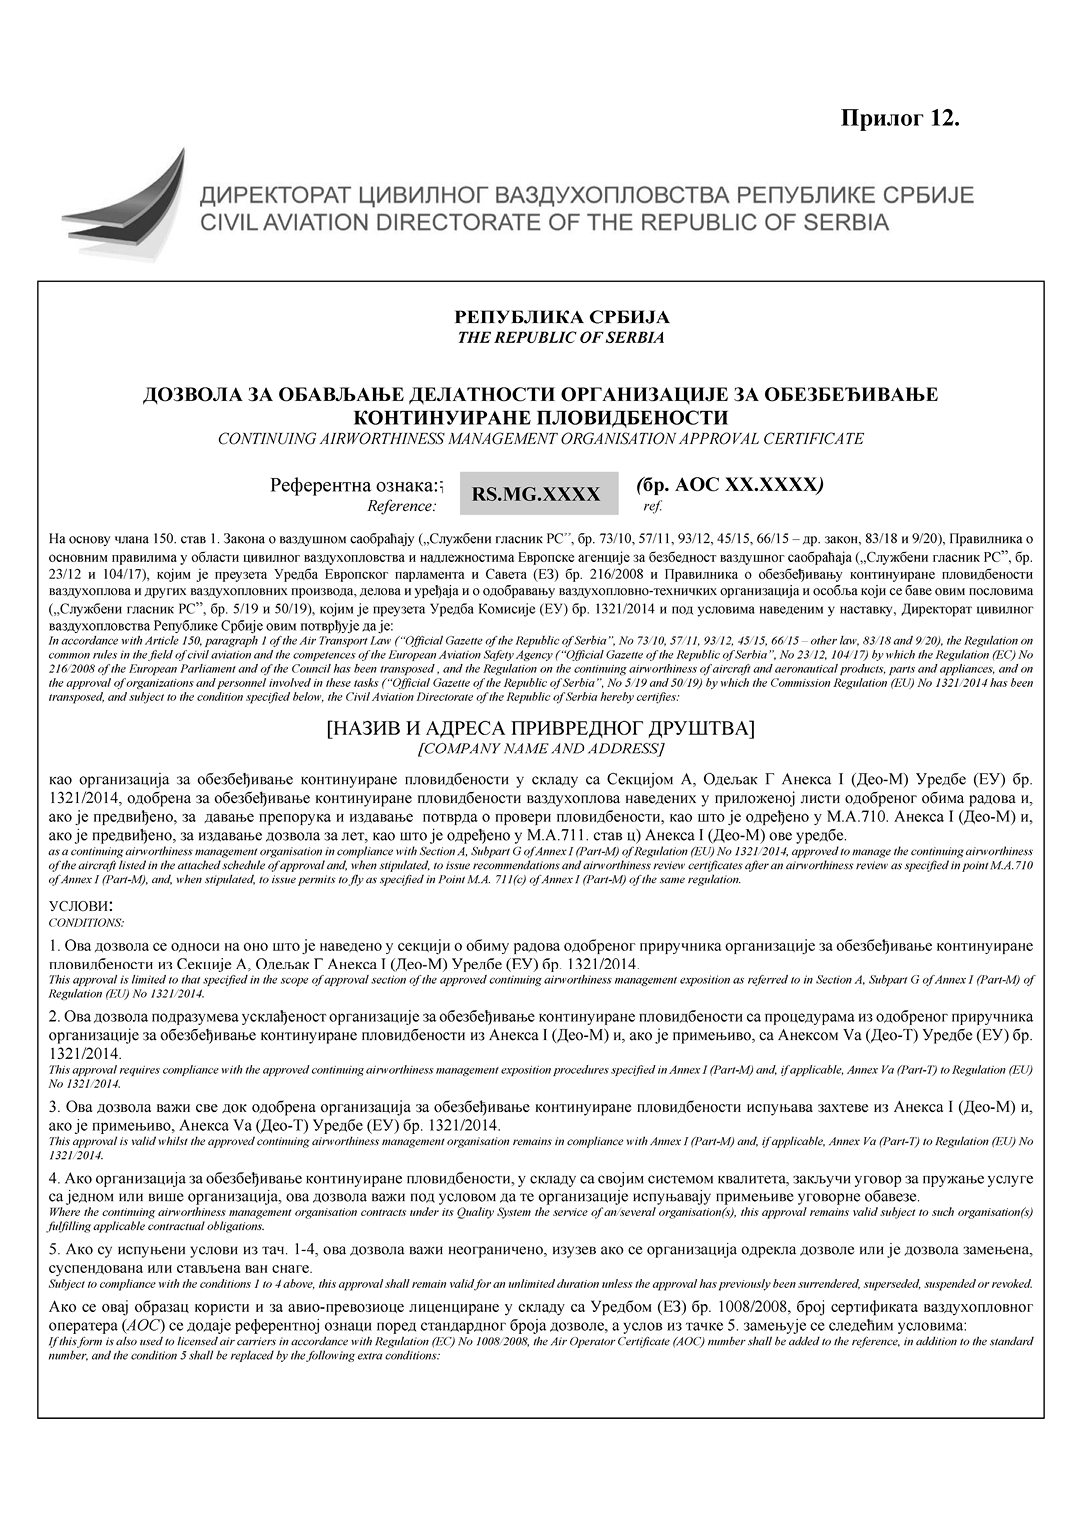 Прилог 12.
ДИРЕКТОРАТ ЦИВИЛНОГ ВАЗДУХОПЛОВСТВА РЕПУБЛИКЕ СРБИЈЕ
CIVIL AVIATION DIRECTORATE OF THE REPUBLIC OF SERBIA
РЕПУБЛИКА СРБИЈА
THE REPUBLIC OF SERBIA
ДОЗВОЛА ЗА ОБАВЉАЊЕ ДЕЛАТНОСТИ ОРГАНИЗАЦИЈЕ ЗА ОБЕЗБЕЂИВАЊЕ
КОНТИНУИРАНЕ ПЛОВИДБЕНОСТИ
CONTINUING AIRWORTHINESS MANAGEMENT ORGANISATION APPROVAL CERTIFICATE
Референтна ознака:; RS.MG.XXXX (бр. АОС XX.XXXX)
Reference: ref.
На основу члана 150. став 1. Закона о ваздушном саобраћају („Службени гласник РС”, бр. 73/10, 57/11, 93/12, 45/15, 66/15 – др. закон, 83/18 и 9/20), Правилника о
основним правилима у области цивилног ваздухопловства и надлежностима Европске агенције за безбедност ваздушног саобраћаја („Службени гласник РС”, бр.
23/12 и 104/17), којим је преузета Уредба Европског парламента и Савета (ЕЗ) бр. 216/2008 и Правилника о обезбеђивању континуиране пловидбености
ваздухоплова и других ваздухопловних производа, делова и уређаја и о одобравању ваздухопловно-техничких организација и особља који се баве овим пословима
(„Службени гласник РС”, бр. 5/19 и 50/19), којим је преузета Уредба Комисије (ЕУ) бр. 1321/2014 и под условима наведеним у наставку, Директорат цивилног
ваздухопловства Републике Србије овим потврђује да је:
In accordance with Article 150, paragraph 1 of the Air Transport Law (“Official Gazette of the Republic of Serbia”, No 73/10, 57/11, 93/12, 45/15, 66/15 – other law, 83/18 and 9/20), the Regulation on
common rules in the field of civil aviation and the competences of the European Aviation Safety Agency (“Official Gazette of the Republic of Serbia”, No 23/12, 104/17) by which the Regulation (EC) No
216/2008 of the European Parliament and of the Council has been transposed , and the Regulation on the continuing airworthiness of aircraft and aeronautical products, parts and appliances, and on
the approval of organizations and personnel involved in these tasks (“Official Gazette of the Republic of Serbia”, No 5/19 and 50/19) by which the Commission Regulation (EU) No 1321/2014 has been
transposed, and subject to the condition specified below, the Civil Aviation Directorate of the Republic of Serbia hereby certifies:
[НАЗИВ И АДРЕСА ПРИВРЕДНОГ ДРУШТВА]
[COMPANY NAME AND ADDRESS]
као организација за обезбеђивање континуиране пловидбености у складу са Секцијом А, Одељак Г Анекса I (Део-М) Уредбе (ЕУ) бр.
1321/2014, одобрена за обезбеђивање континуиране пловидбености ваздухоплова наведених у приложеној листи одобреног обима радова и,
ако је предвиђено, за давање препорука и издавање потврда о провери пловидбености, као што је одређено у М.А.710. Анекса I (Део-М) и,
ако је предвиђено, за издавање дозвола за лет, као што је одређено у М.А.711. став ц) Анекса I (Део-М) ове уредбе.
as a continuing airworthiness management organisation in compliance with Section A, Subpart G of Annex I (Part-M) of Regulation (EU) No 1321/2014, approved to manage the continuing airworthiness
of the aircraft listed in the attached schedule of approval and, when stipulated, to issue recommendations and airworthiness review certificates after an airworthiness review as specified in point M.A.710
of Annex I (Part-M), and, when stipulated, to issue permits to fly as specified in Point M.A. 711(c) of Annex I (Part-M) of the same regulation.
УСЛОВИ:
CONDITIONS:
1. Ова дозвола се односи на оно што је наведено у секцији о обиму радова одобреног приручника организације за обезбеђивање континуиране
пловидбености из Секције А, Одељак Г Анекса I (Део-М) Уредбе (ЕУ) бр. 1321/2014.
This approval is limited to that specified in the scope of approval section of the approved continuing airworthiness management exposition as referred to in Section A, Subpart G of Annex I (Part-M) of
Regulation (EU) No 1321/2014.
2. Ова дозвола подразумева усклађеност организације за обезбеђивање континуиране пловидбености са процедурама из одобреног приручника
организације за обезбеђивање континуиране пловидбености из Анекса I (Део-М) и, ако је примењиво, са Анексом Va (Део-Т) Уредбе (ЕУ) бр.
1321/2014.
This approval requires compliance with the approved continuing airworthiness management exposition procedures specified in Annex I (Part-M) and, if applicable, Annex Va (Part-T) to Regulation (EU)
No 1321/2014.
3. Ова дозвола важи све док одобрена организација за обезбеђивање континуиране пловидбености испуњава захтеве из Анекса I (Део-М) и,
ако је примењиво, Анекса Va (Део-Т) Уредбе (ЕУ) бр. 1321/2014.
This approval is valid whilst the approved continuing airworthiness management organisation remains in compliance with Annex I (Part-M) and, if applicable, Annex Va (Part-T) to Regulation (EU) No
1321/2014.
4. Ако организација за обезбеђивање континуиране пловидбености, у складу са својим системом квалитета, закључи уговор за пружање услуге
са једном или више организација, ова дозвола важи под условом да те организације испуњавају примењиве уговорне обавезе.
Where the continuing airworthiness management organisation contracts under its Quality System the service of an/several organisation(s), this approval remains valid subject to such organisation(s)
fulfilling applicable contractual obligations.
5. Ако су испуњени услови из тач. 1-4, ова дозвола важи неограничено, изузев ако се организација одрекла дозволе или је дозвола замењена,
суспендована или стављена ван снаге.
Subject to compliance with the conditions 1 to 4 above, this approval shall remain valid for an unlimited duration unless the approval has previously been surrendered, superseded, suspended or revoked.
Ако се овај образац користи и за авио-превозиоце лиценциране у складу са Уредбом (ЕЗ) бр. 1008/2008, број сертификата ваздухопловног
оператера (АОС) се додаје референтној ознаци поред стандардног броја дозволе, а услов из тачке 5. замењује се следећим условима:
If this form is also used to licensed air carriers in accordance with Regulation (EC) No 1008/2008, the Air Operator Certificate (AOC) number shall be added to the reference, in addition to the standard
number, and the condition 5 shall be replaced by the following extra conditions: